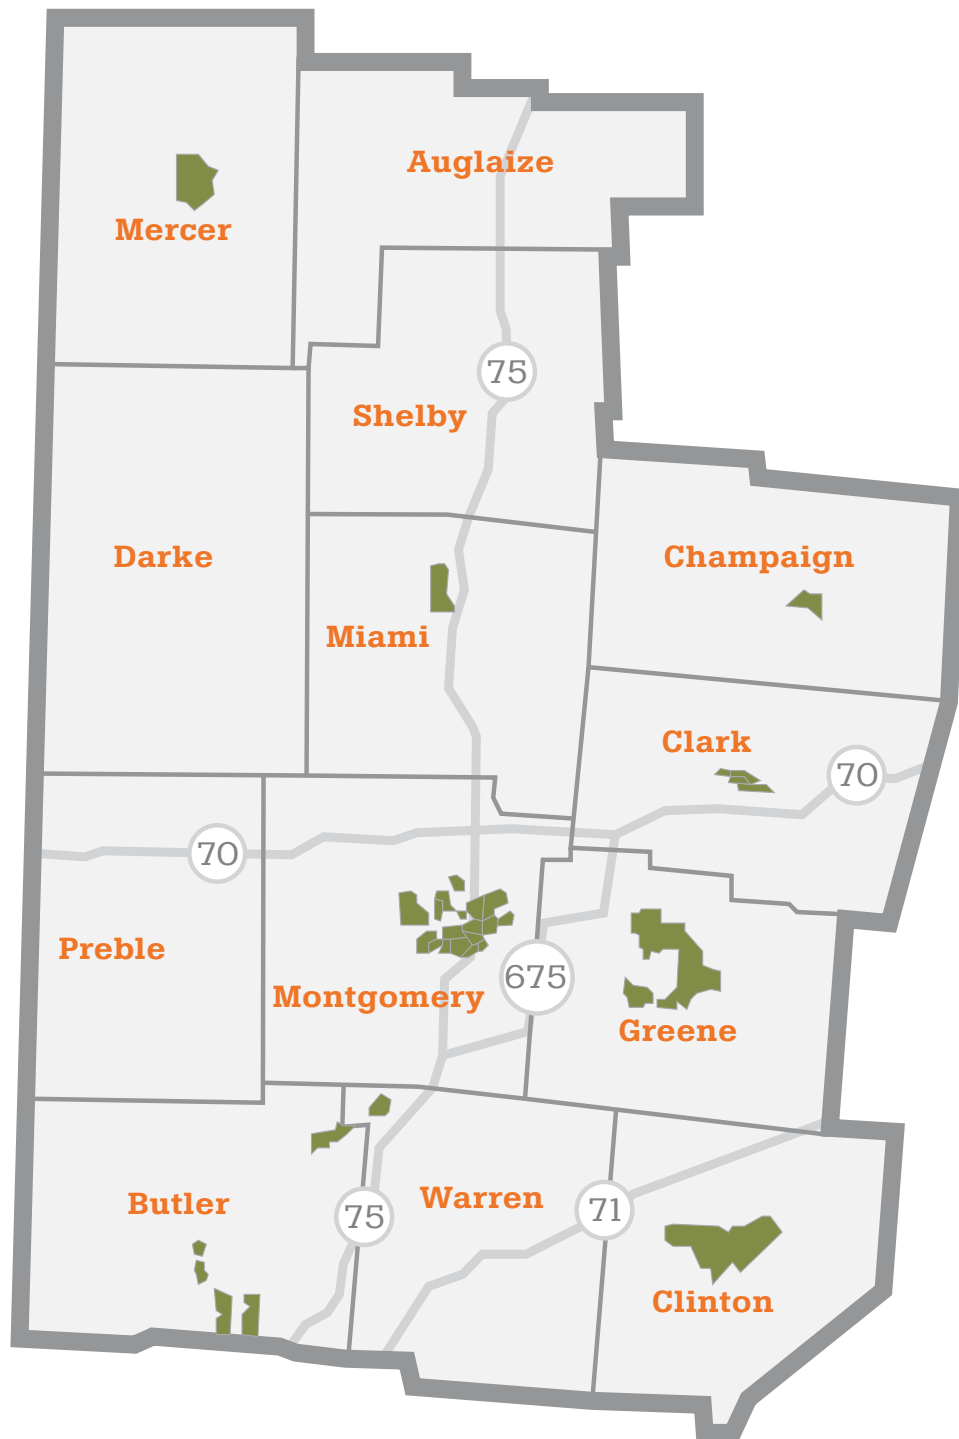 Auglaize
Mercer
75
Shelby
Darke
Champaign
Miami
Clark
70
70
Preble
675
Montgomery
Greene
Butler
Warren
75
71
Clinton